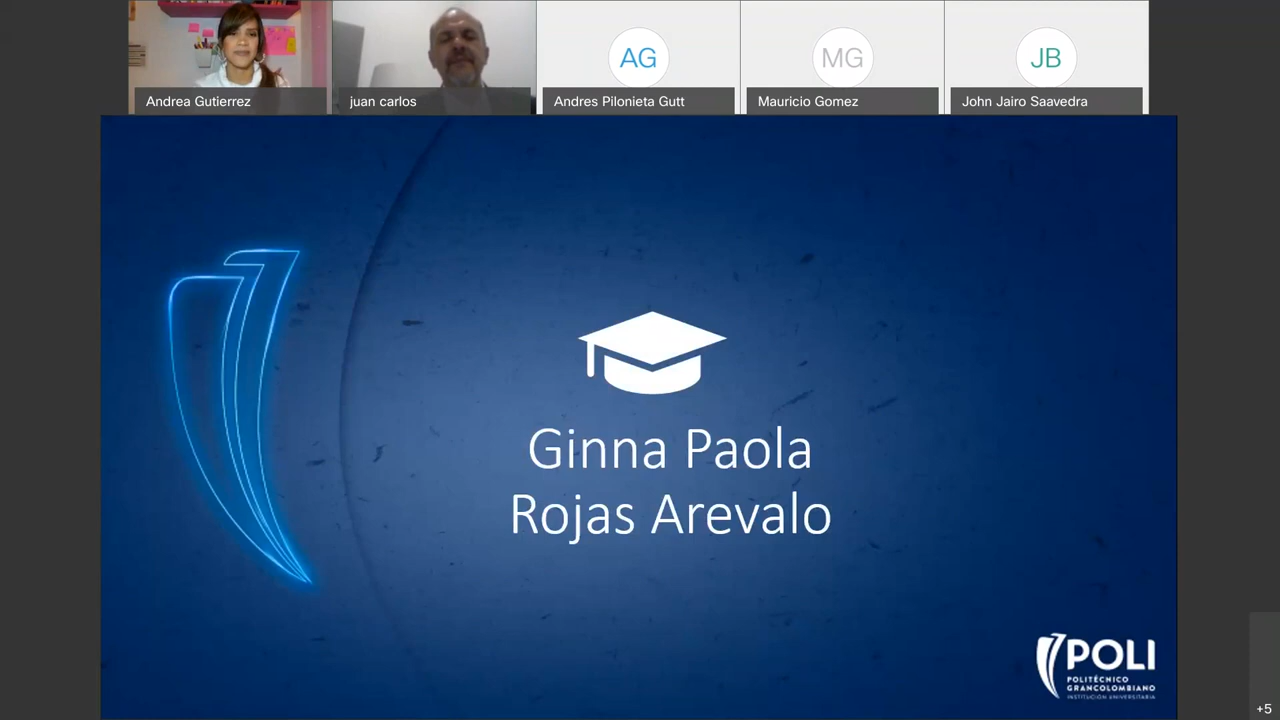 Andrea Gutierrez
juan carlos
AG
Andres Pilonieta Gutt
MG
Mauricio Gomez
JB
John Jairo Saavedra
Ginna Paola
Rojas Arevalo
POLI
POLITÉCNICO
GRANCOLOMBIANO
INSTITUCIÓN UNIVERSITARIA
+5